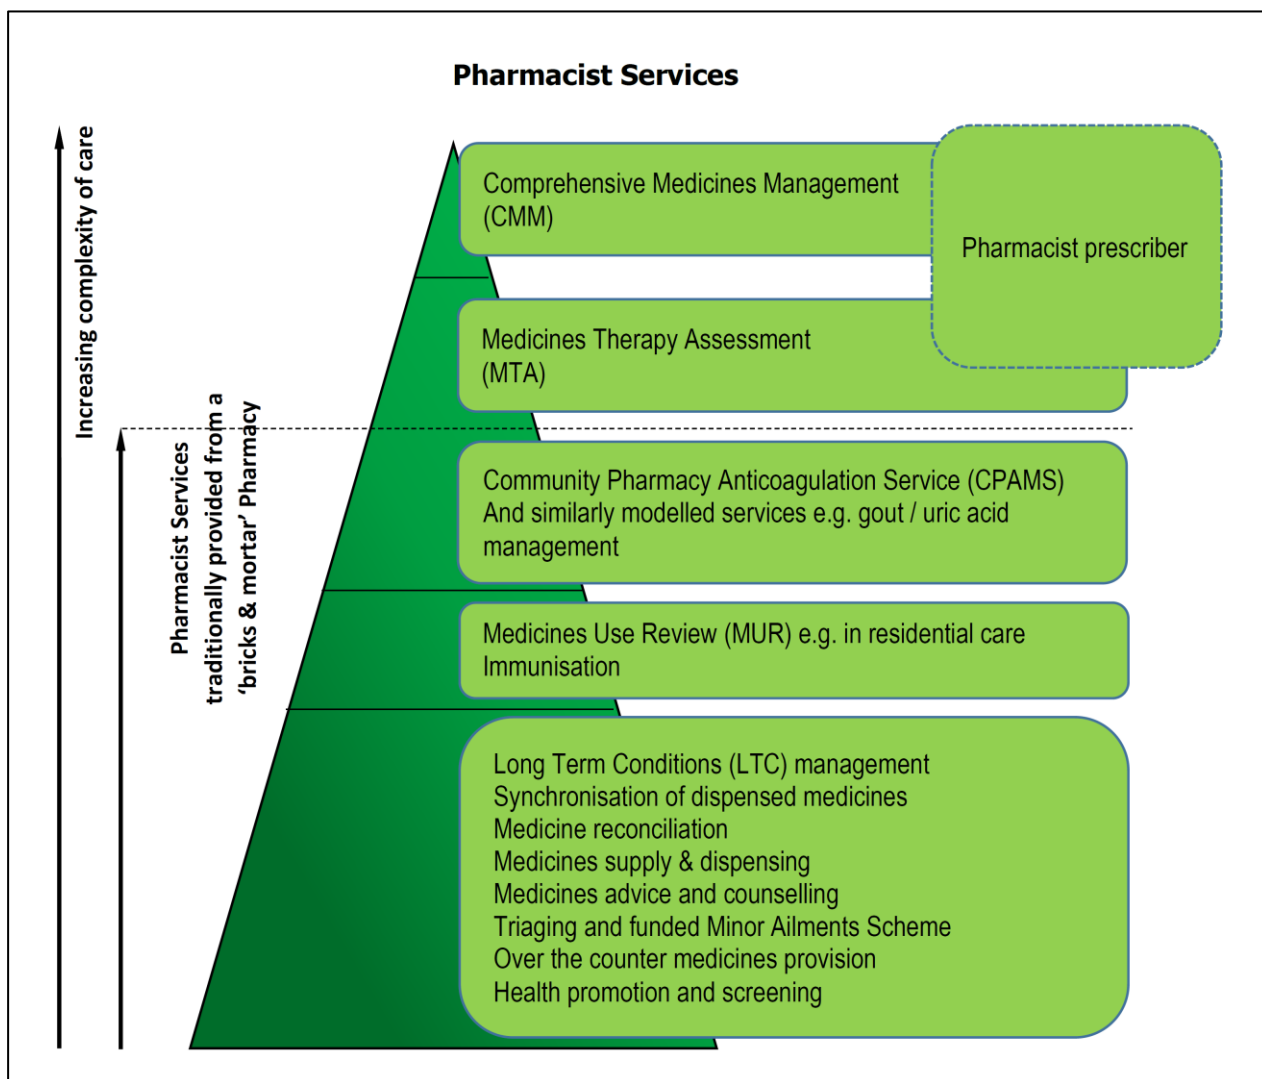 Pharmacist Services
Increasing complexity of care
Pharmacist Services
traditionally provided from a
‘bricks & mortar’ Pharmacy
Comprehensive Medicines Management
(CMM)
Pharmacist prescriber
Medicines Therapy Assessment
(MTA)
Community Pharmacy Anticoagulation Service (CPAMS)
And similarly modelled services e.g. gout / uric acid
management
Medicines Use Review (MUR) e.g. in residential care
Immunisation
Long Term Conditions (LTC) management
Synchronisation of dispensed medicines
Medicine reconciliation
Medicines supply & dispensing
Medicines advice and counselling
Triaging and funded Minor Ailments Scheme
Over the counter medicines provision
Health promotion and screening